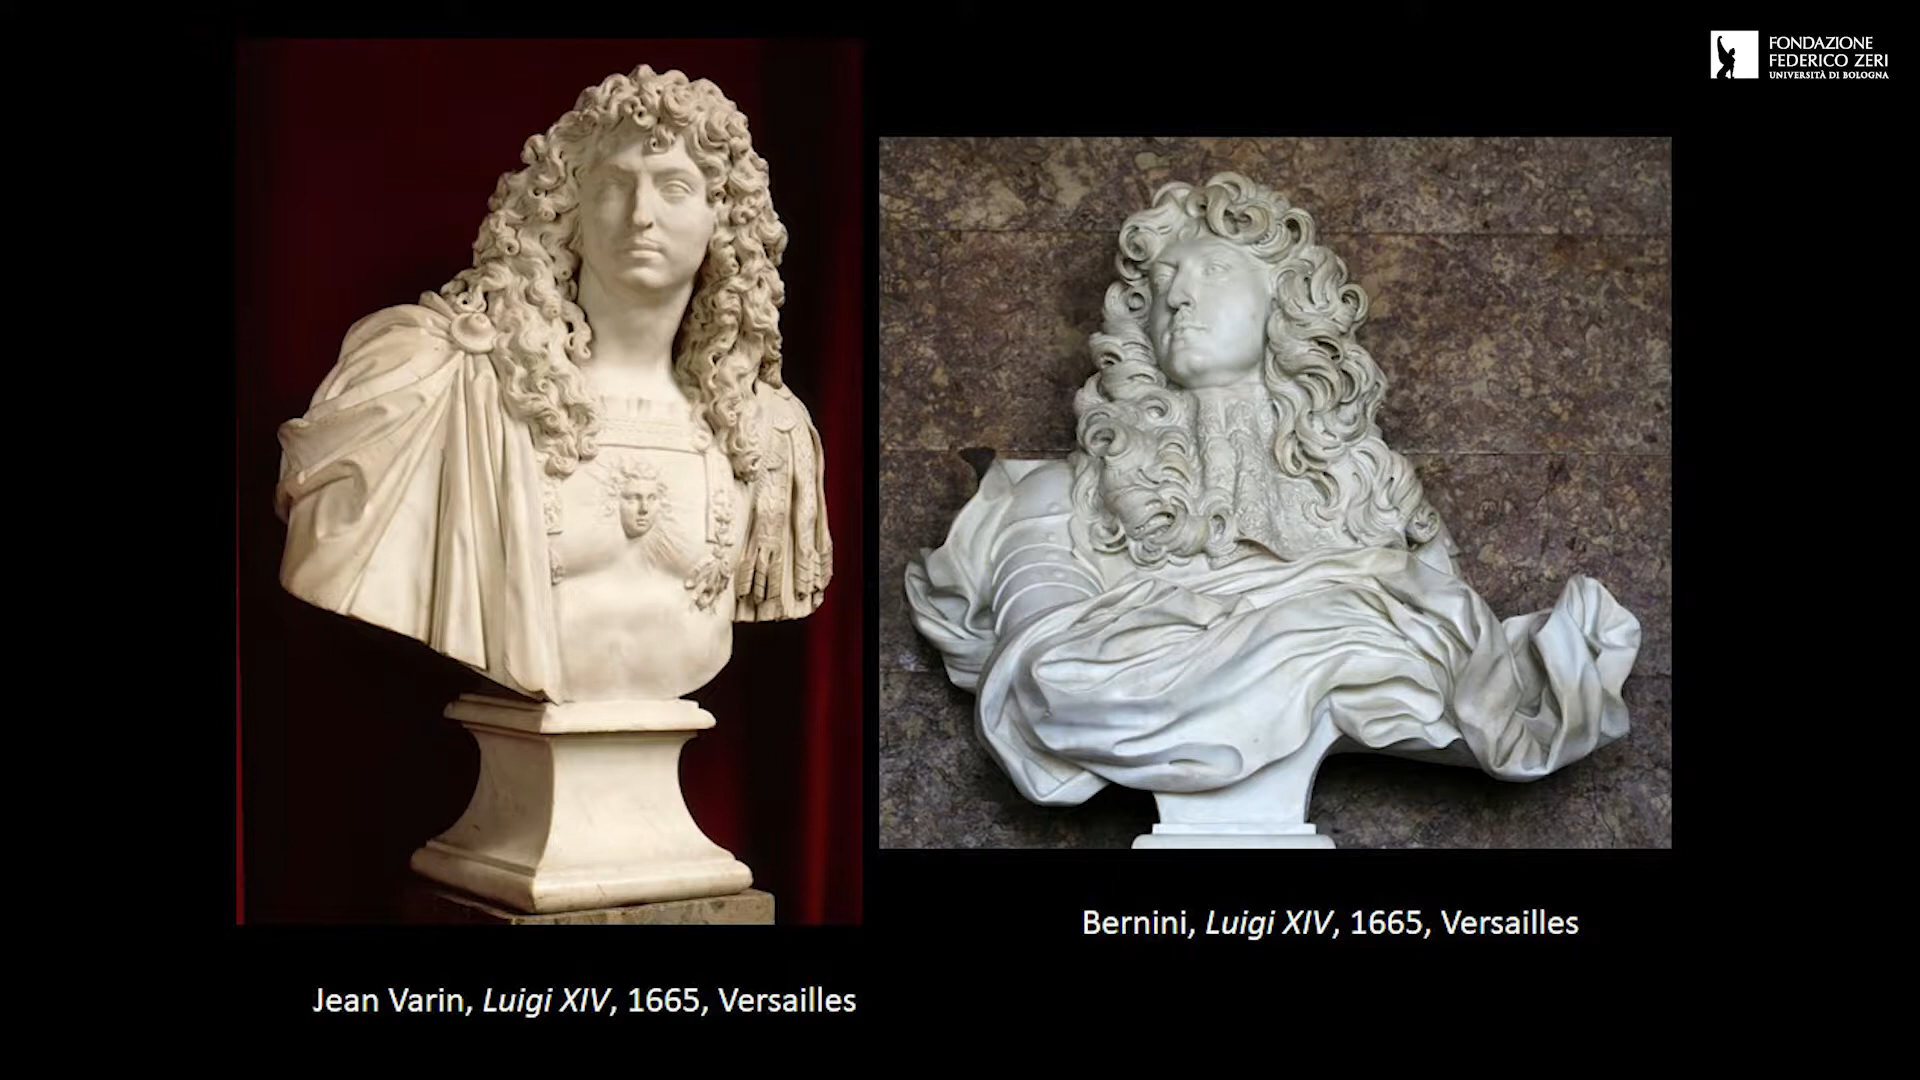 FONDAZIONE
FEDERICO ZERI
UNIVERSITÀ DI BOLOGNA
Bernini, Luigi XIV, 1665, Versailles
Jean Varin, Luigi XIV, 1665, Versailles